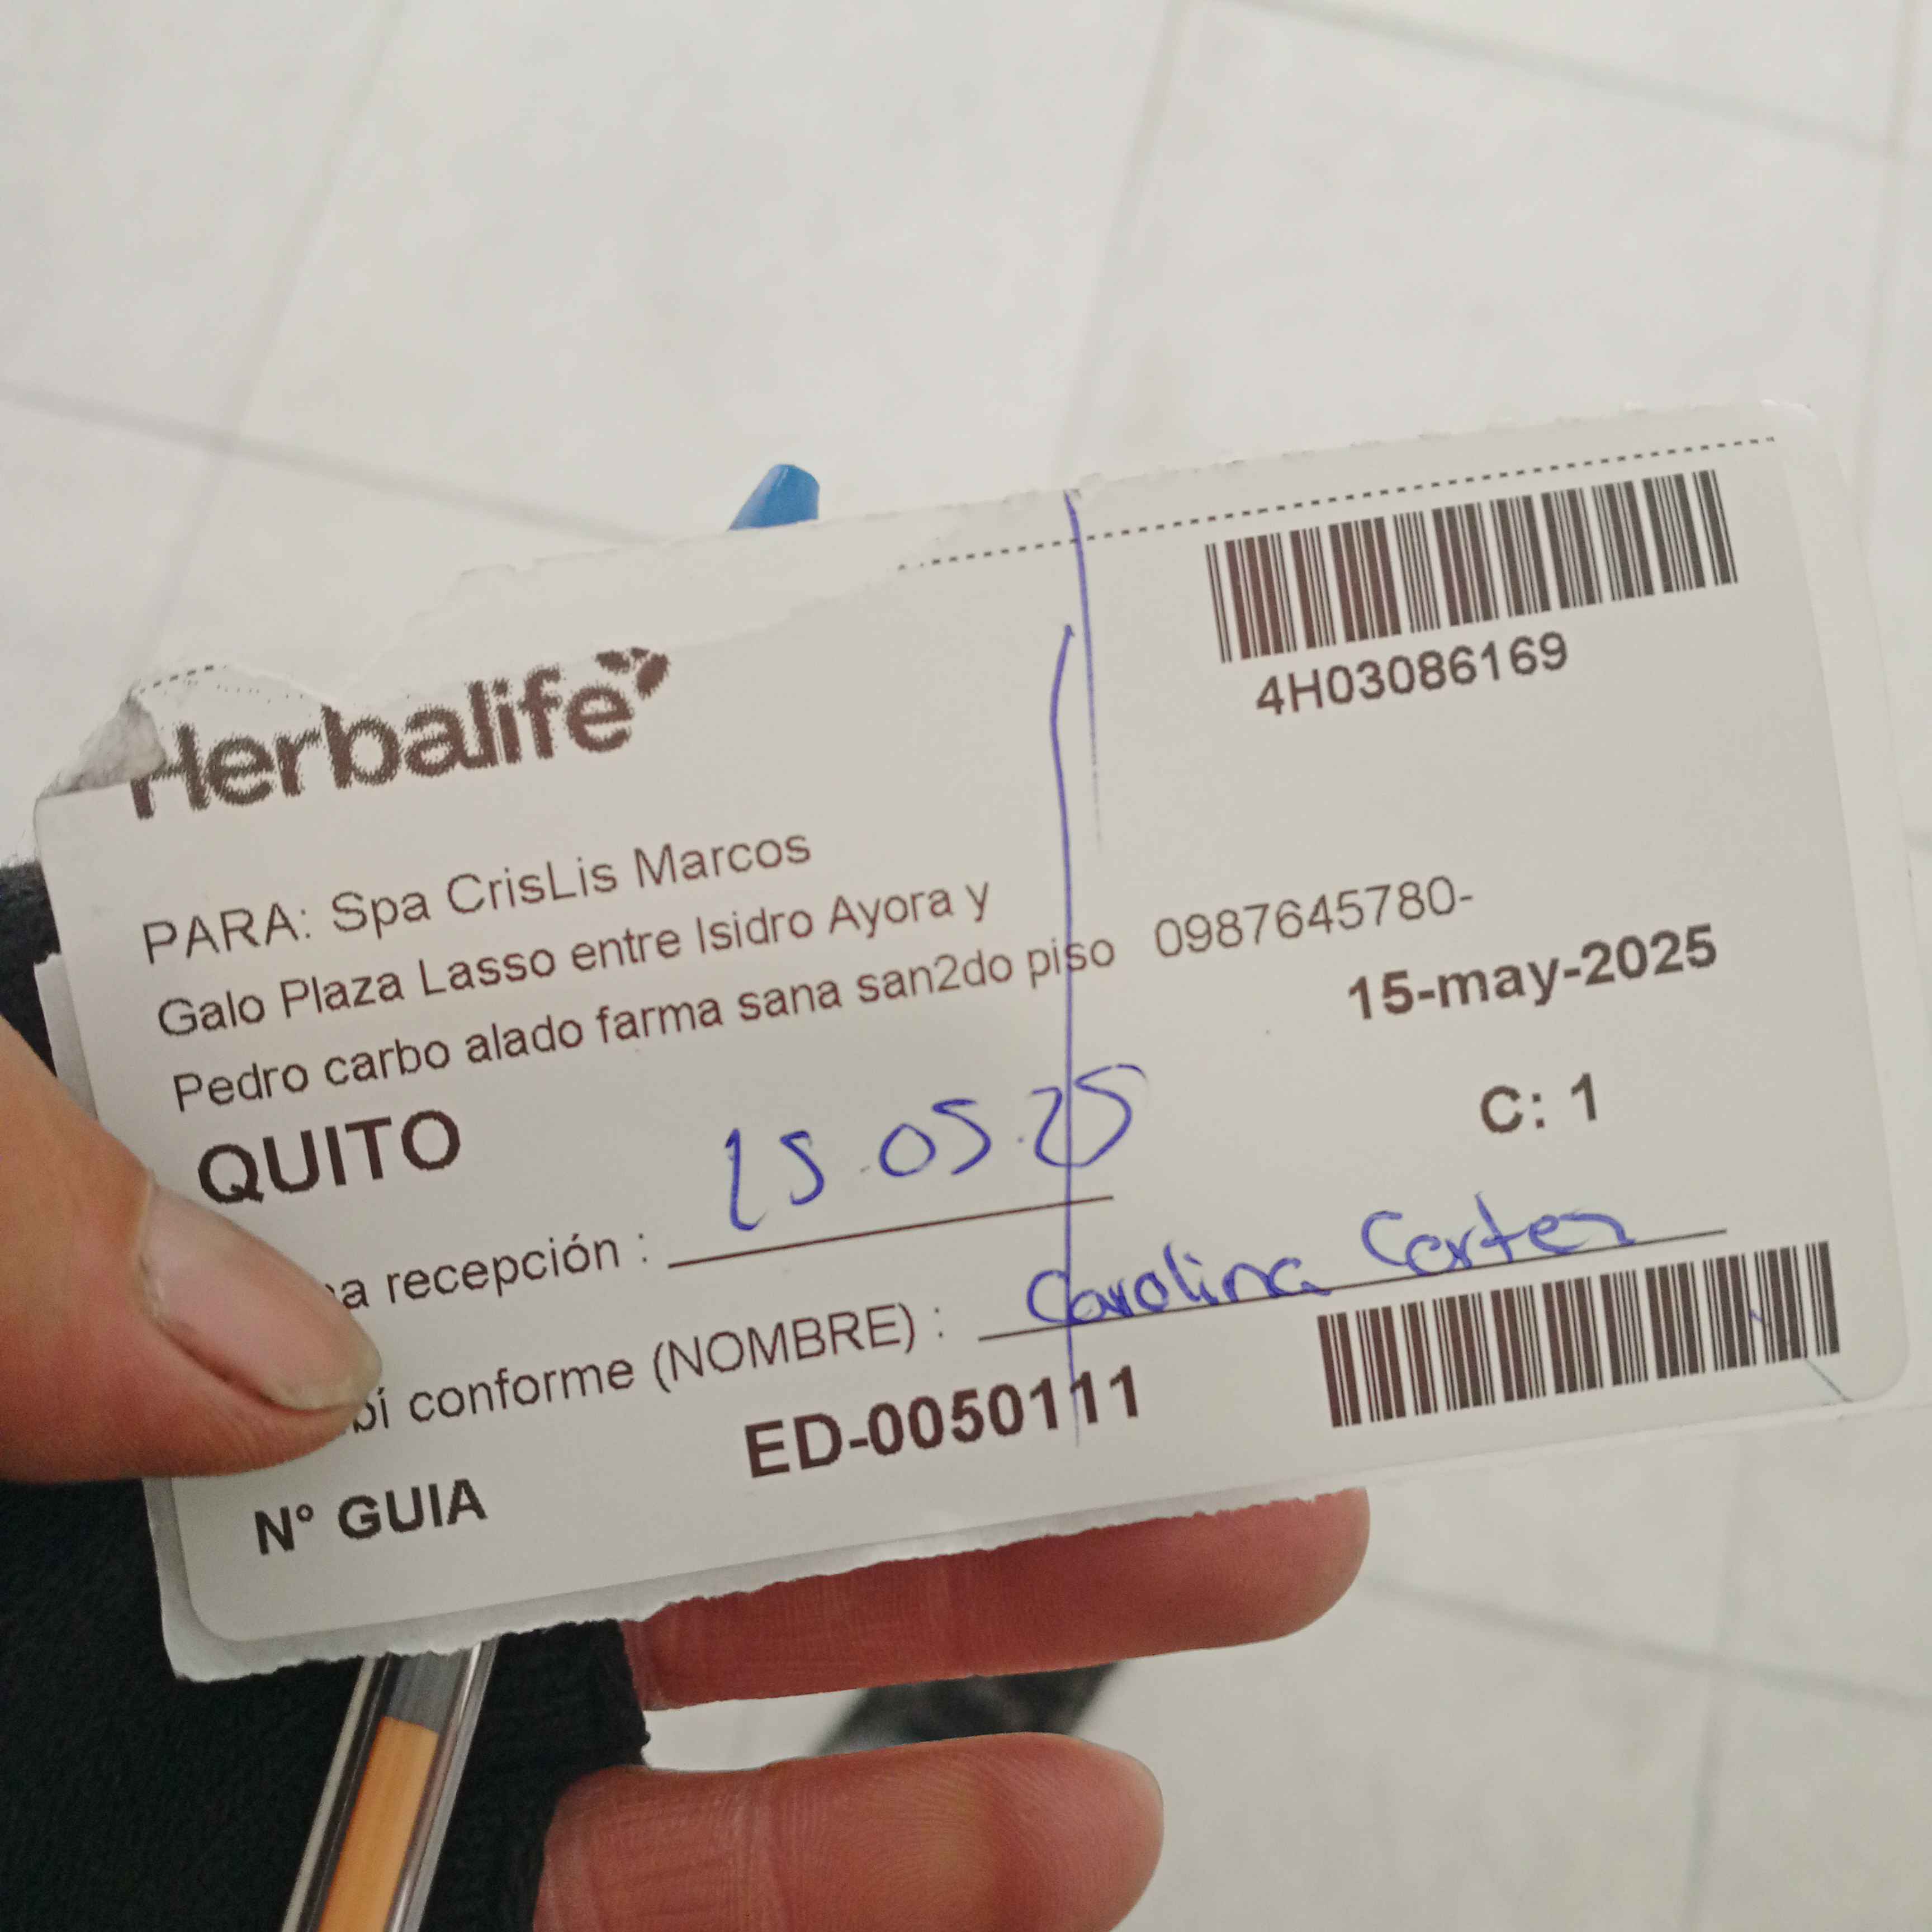 Herbalife
4H03086169
PARA: Spa CrisLis Marcos
Galo Plaza Lasso entre Isidro Ayora y
Pedro carbo alado farma sana san2do piso 0987645780-
15-may-2025
QUITO
C: 1
a recepción : 15.05.25
bí conforme (NOMBRE) : Carolina Cortez
N° GUIA ED-0050111